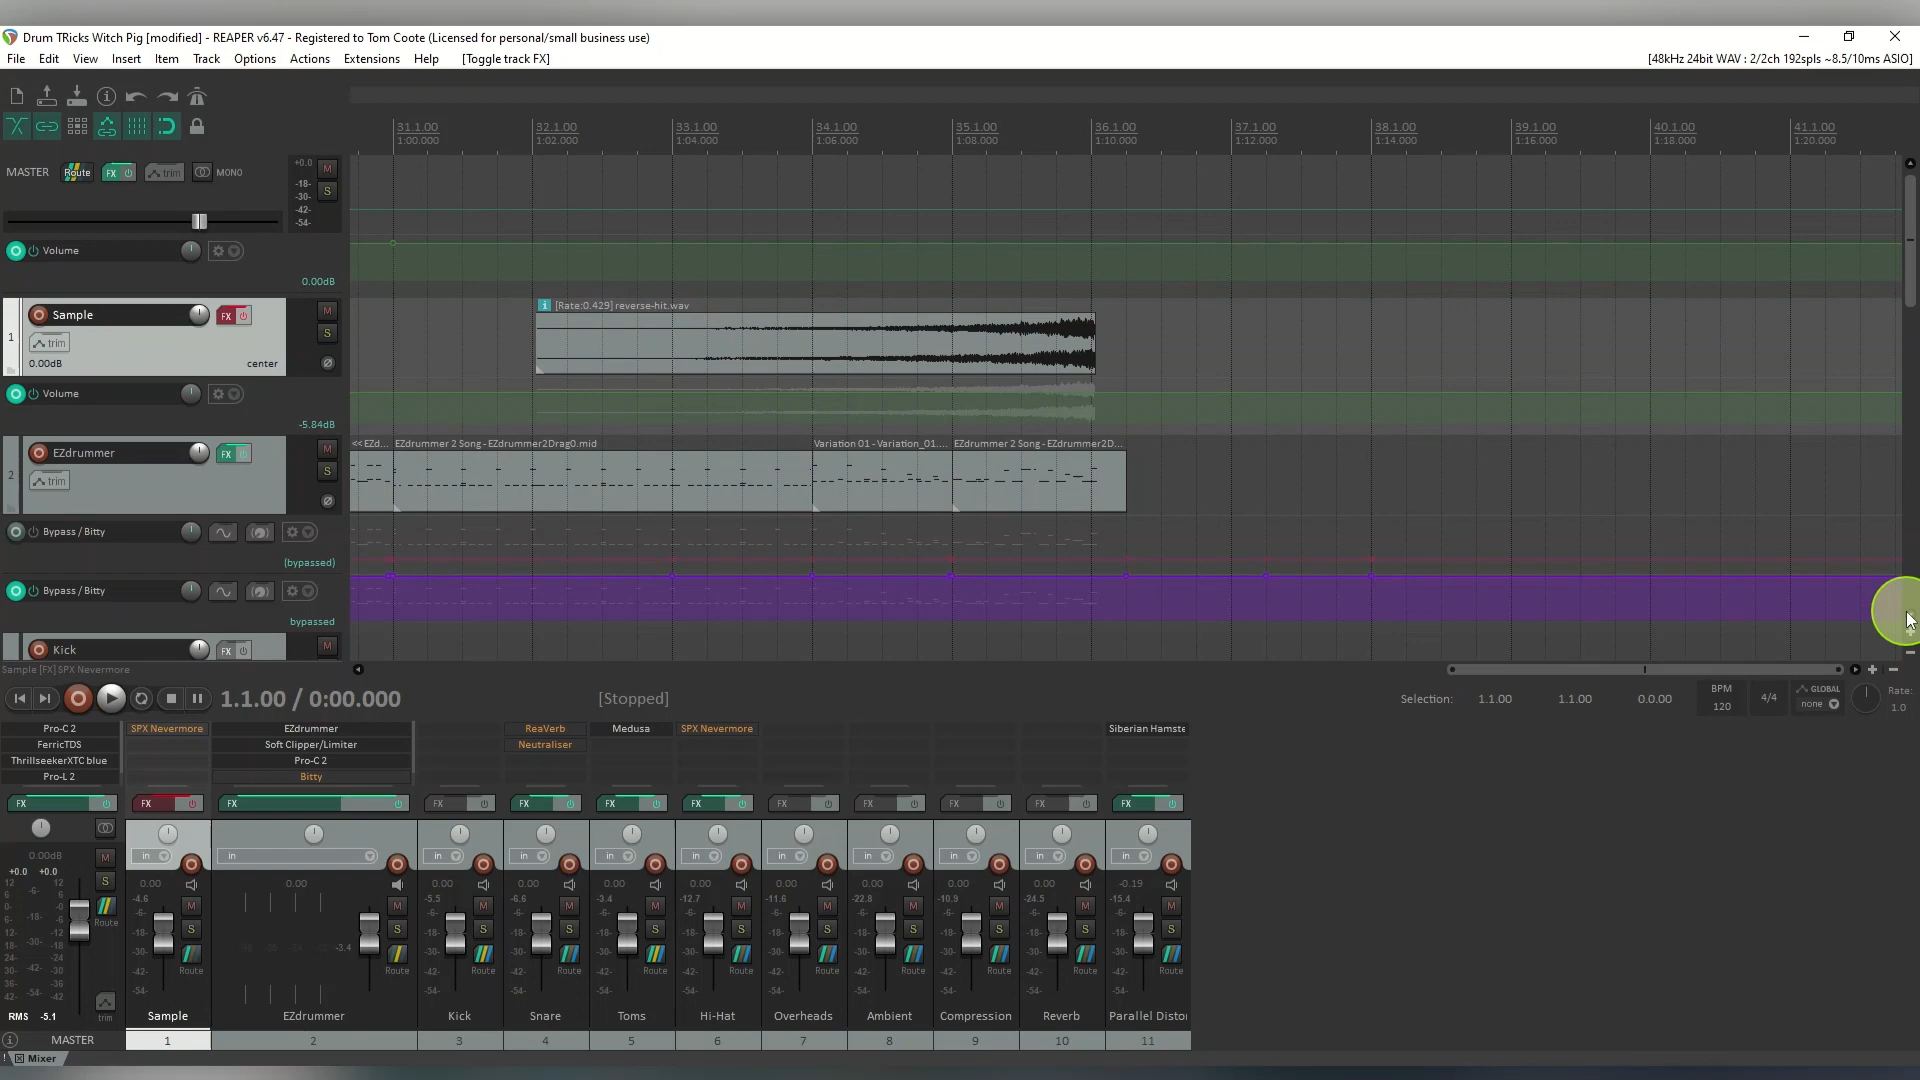 Drum TRicks Witch Pig [modified] - REAPER v6.47 - Registered to Tom Coote (Licensed for personal/small business use)
File Edit View Insert Item Track Options Actions Extensions Help [Toggle track FX] [48kHz 24bit WAV : 2/2ch 192spls ~8.5/10ms ASIO]
31.1.00 32.1.00 33.1.00 34.1.00 35.1.00 36.1.00 37.1.00 38.1.00 39.1.00 40.1.00 41.1.00
1:00.000 1:02.000 1:04.000 1:06.000 1:08.000 1:10.000 1:12.000 1:14.000 1:16.000 1:18.000 1:20.000
MASTER Route FX trim MONO +0.0 M
-18-
-30- S
-42-
-54-
Volume
0.00dB
[Rate:0.429] reverse-hit.wav
1 Sample FX M
trim S
0.00dB center
Volume
-5.84dB
<<EZd... EZdrummer 2 Song - EZdrummer2Drag0.mid Variation 01 - Variation_01.... EZdrummer 2 Song - EZdrummer2D...
2 EZdrummer FX M
trim S
Bypass / Bitty
(bypassed)
Bypass / Bitty
bypassed
Kick FX M
Sample [FX] SPX Nevermore
1.1.00 / 0:00.000 [Stopped] Selection: 1.1.00 1.1.00 0.0.00 BPM 120 4/4 GLOBAL none Rate: 1.0
Pro-C 2 SPX Nevermore EZdrummer ReaVerb Medusa SPX Nevermore Siberian Hamste
FerricTDS Soft Clipper/Limiter Neutraliser
ThrillseekerXTC blue Pro-C 2
Pro-L 2 Bitty
FX FX FX FX FX FX FX FX FX FX FX FX
in in in in in in in in in in in
0.00dB M
+0.0 +0.0 0.00 0.00 0.00 0.00 0.00 0.00 0.00 0.00 0.00 0.00 -0.19
S -4.6 -3.4 -5.5 -6.6 -3.4 -12.7 -11.6 -22.8 -10.9 -24.5 -15.4
M M M M M M M M M M M
S S S S S S S S S S S
Route Route Route Route Route Route Route Route Route Route Route Route
RMS -5.1 trim
Sample EZdrummer Kick Snare Toms Hi-Hat Overheads Ambient Compression Reverb Parallel Distor
MASTER 1 2 3 4 5 6 7 8 9 10 11
Mixer